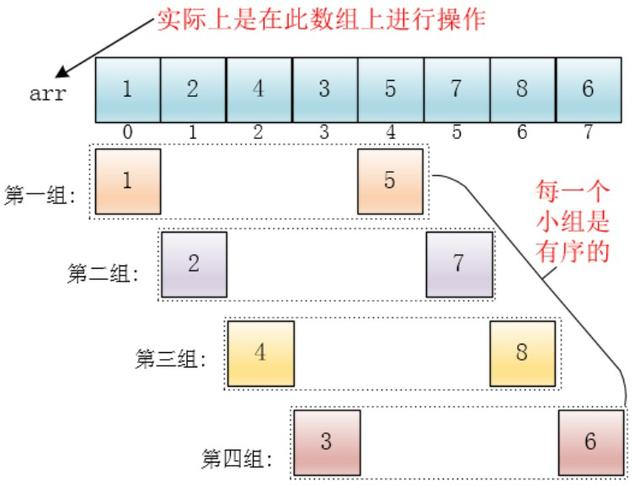 实际上是在此数组上进行操作
arr 1 2 4 3 5 7 8 6
0 1 2 3 4 5 6 7
第一组: 1 5
每一个
小组是
有序的
第二组: 2 7
第三组: 4 8
第四组: 3 6